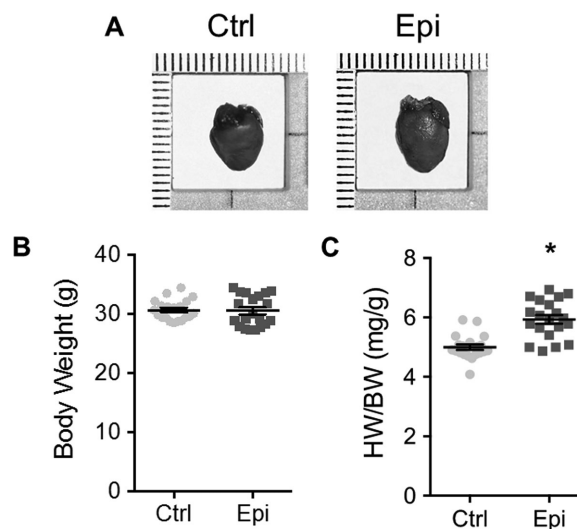 A
Ctrl
Epi
B
Body Weight (g)
40
30
20
10
0
Ctrl
Epi
C
*
HW/BW (mg/g)
8
6
4
2
0
Ctrl
Epi